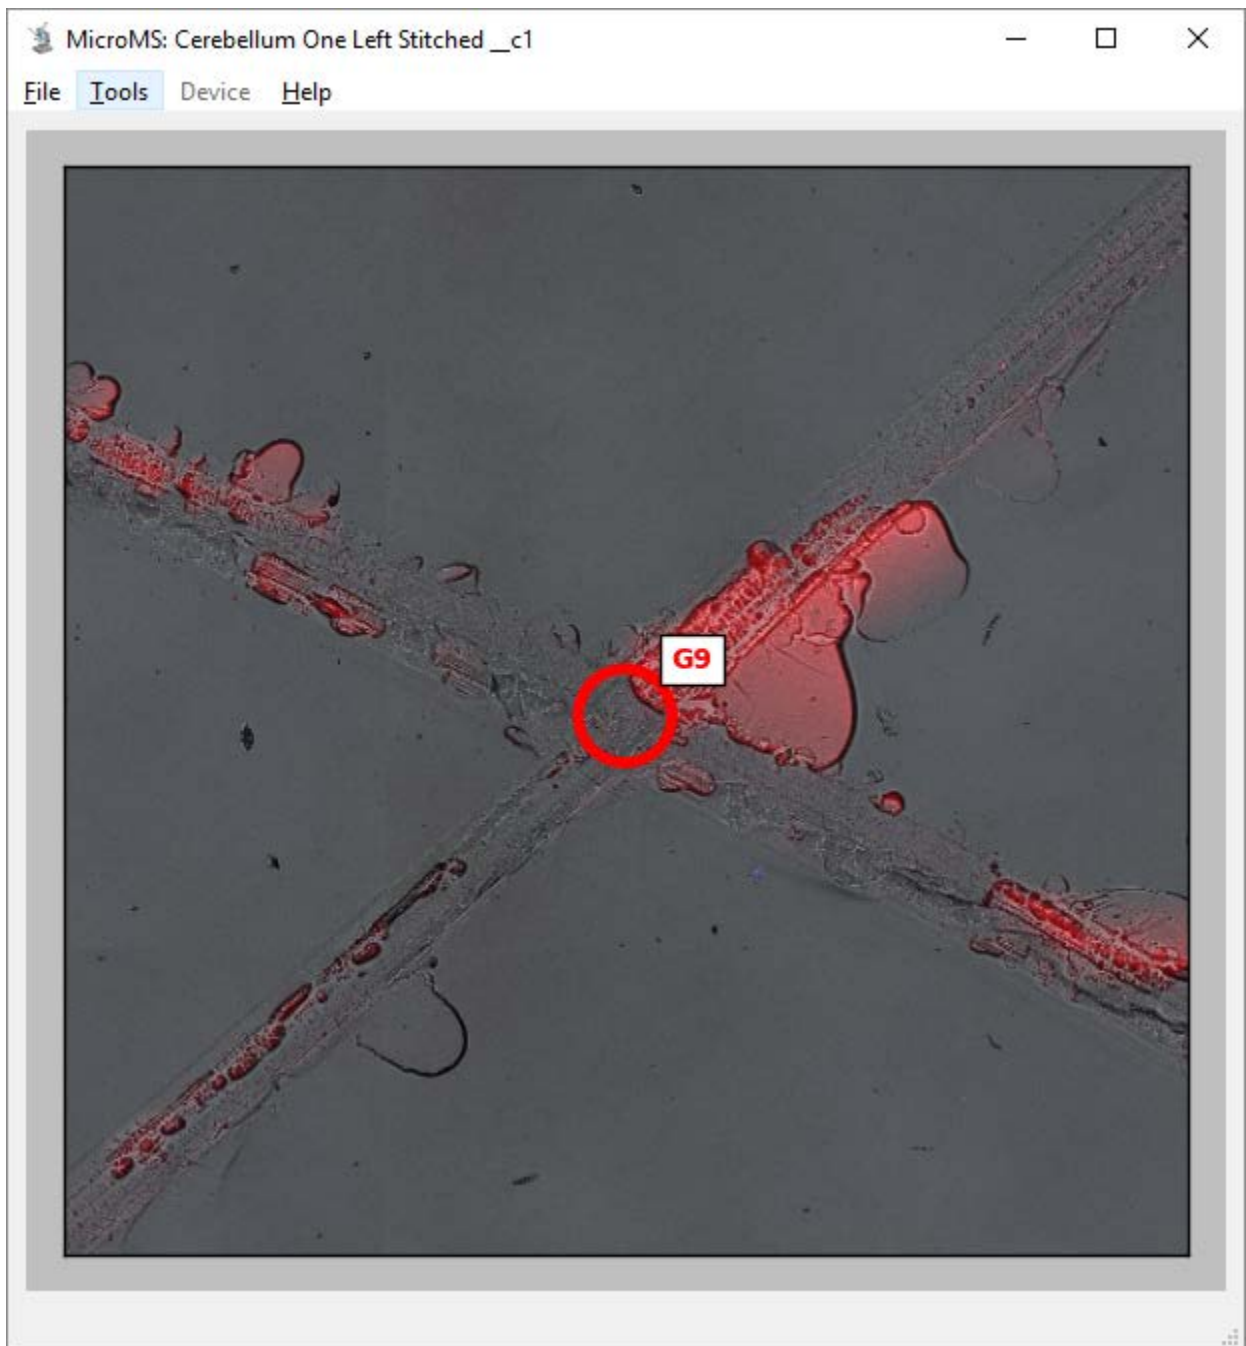 MicroMS: Cerebellum One Left Stitched __c1
File Tools Device Help
G9